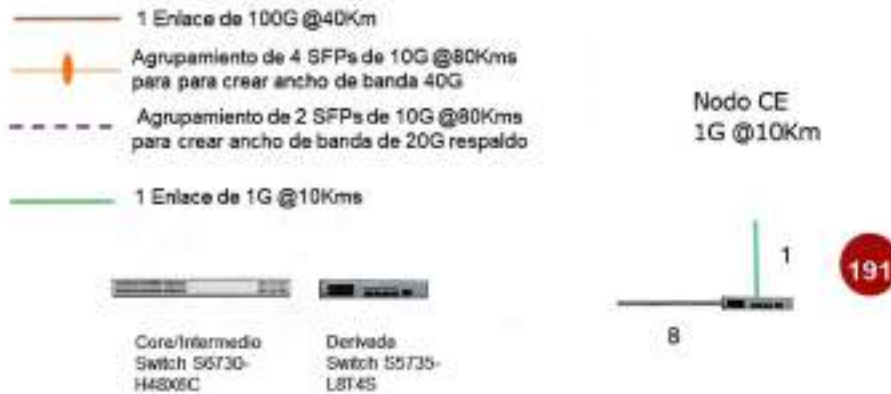 1 Enlace de 100G @40Km
Agrupamiento de 4 SFPs de 10G @80Kms
para para crear ancho de banda 40G
Agrupamiento de 2 SFPs de 10G @80Kms
para crear ancho de banda de 20G respaldo
1 Enlace de 1G @10Kms
Nodo CE
1G @10Km
1
191
8
Core/Intermedio
Switch S6730-
H48X6C
Derivada
Switch S5735-
L8T4S